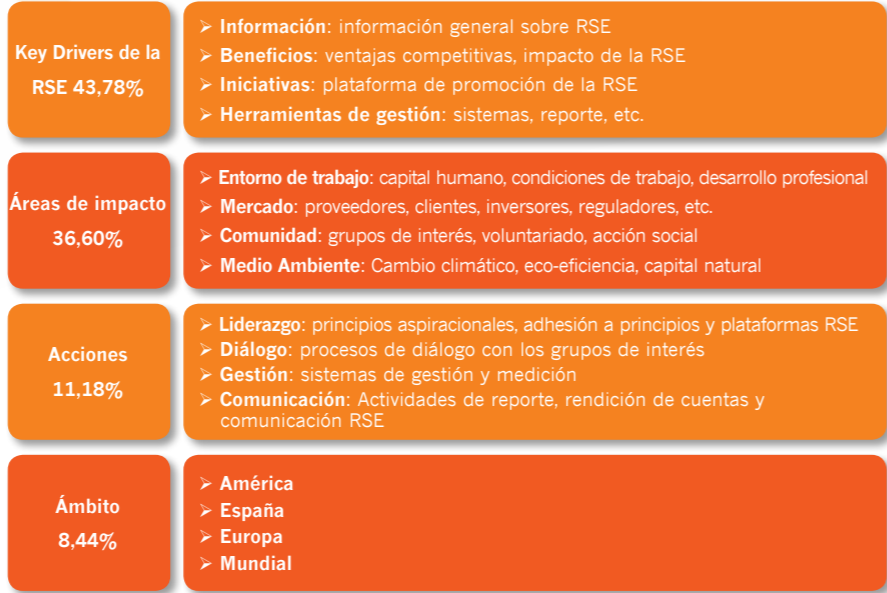 Key Drivers de la
RSE 43,78%
➢ Información: información general sobre RSE
➢ Beneficios: ventajas competitivas, impacto de la RSE
➢ Iniciativas: plataforma de promoción de la RSE
➢ Herramientas de gestión: sistemas, reporte, etc.
Áreas de impacto
36,60%
➢ Entorno de trabajo: capital humano, condiciones de trabajo, desarrollo profesional
➢ Mercado: proveedores, clientes, inversores, reguladores, etc.
➢ Comunidad: grupos de interés, voluntariado, acción social
➢ Medio Ambiente: Cambio climático, eco-eficiencia, capital natural
Acciones
11,18%
➢ Liderazgo: principios aspiracionales, adhesión a principios y plataformas RSE
➢ Diálogo: procesos de diálogo con los grupos de interés
➢ Gestión: sistemas de gestión y medición
➢ Comunicación: Actividades de reporte, rendición de cuentas y
comunicación RSE
Ámbito
8,44%
➢ América
➢ España
➢ Europa
➢ Mundial